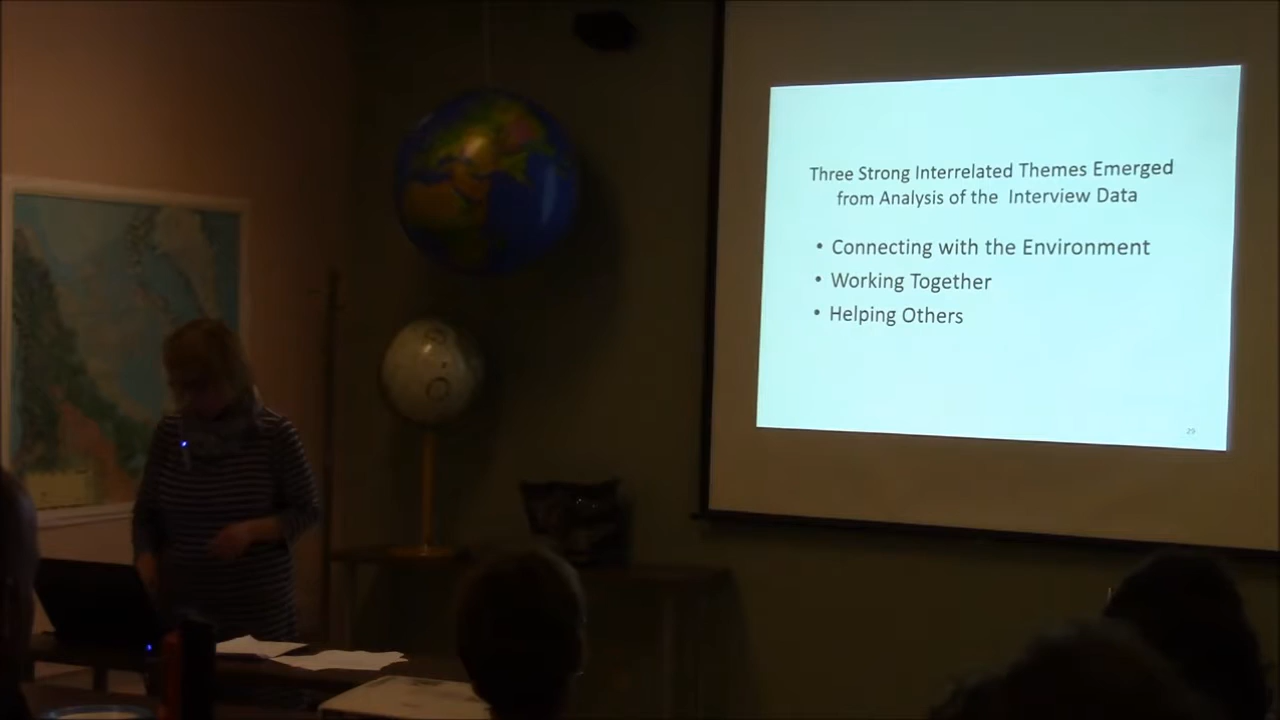 Three Strong Interrelated Themes Emerged
from Analysis of the Interview Data
• Connecting with the Environment
• Working Together
• Helping Others
29